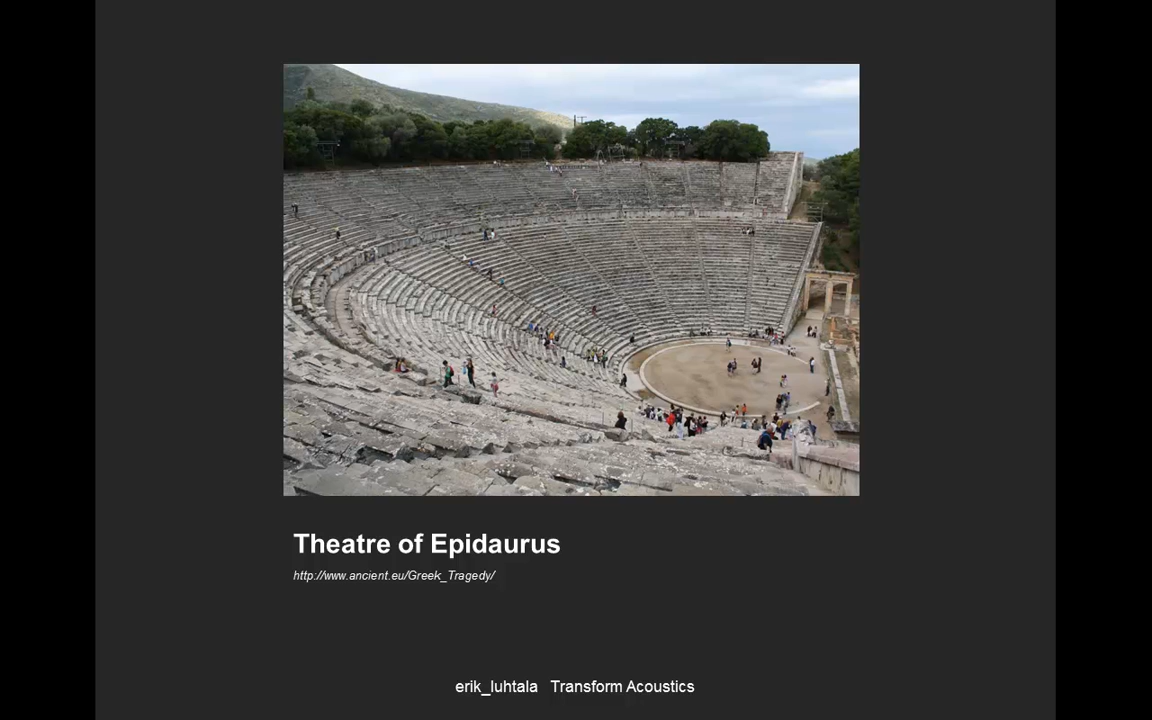 Theatre of Epidaurus
http://www.ancient.eu/Greek_Tragedy/
erik_luhtala Transform Acoustics